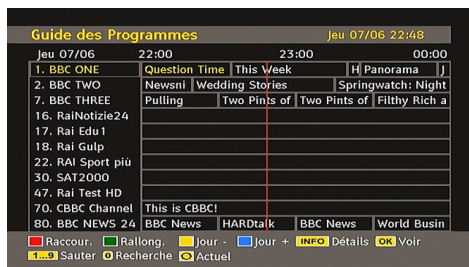 Guide des Programmes Jeu 07/06 22:48
Jeu 07/06 22:00 23:00 00:00
1. BBC ONE Question Time This Week H Panorama J
2. BBC TWO Newsni Wedding Stories Springwatch: Night
7. BBC THREE Pulling Two Pints of Two Pints of Filthy Rich a
16. RaiNotizie24
17. Rai Edu1
18. Rai Gulp
22. RAI Sport più
30. SAT2000
47. Rai Test HD
70. CBBC Channel This is CBBC!
80. BBC NEWS 24 BBC News HARDtalk BBC News World Busin
Raccour. Rallong. Jour - Jour + INFO Détails OK Voir
1...9 Sauter 0 Recherche Actuel